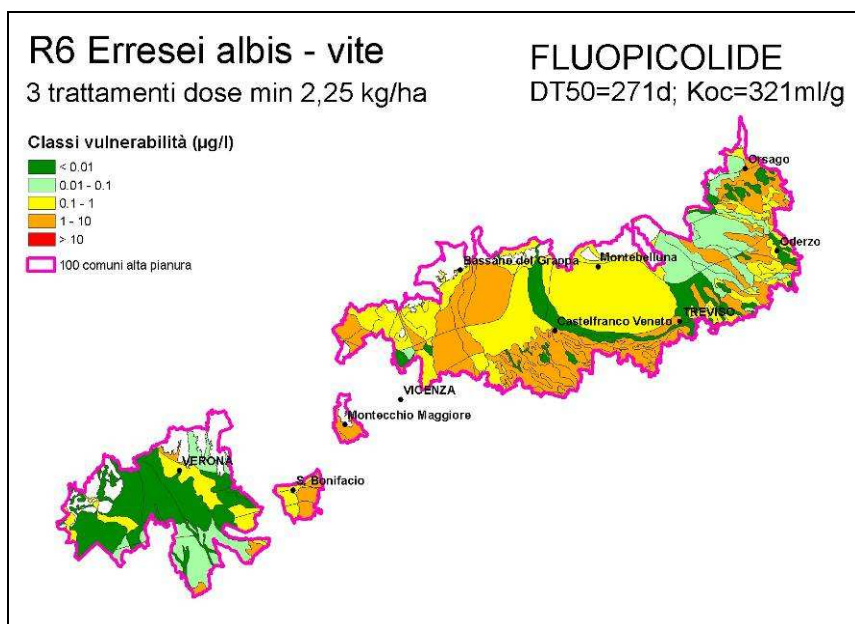 R6 Erresei albis - vite
3 trattamenti dose min 2,25 kg/ha
FLUOPICOLIDE
DT50=271d; Koc=321ml/g
Classi vulnerabilità (µg/l)
< 0.01
0.01 - 0.1
0.1 - 1
1 - 10
> 10
100 comuni alta pianura
Orsago
Oderzo
Bassano del Grappa
Montebelluna
Castelfranco Veneto
TREVISO
VICENZA
Montecchio Maggiore
VERONA
S. Bonifacio